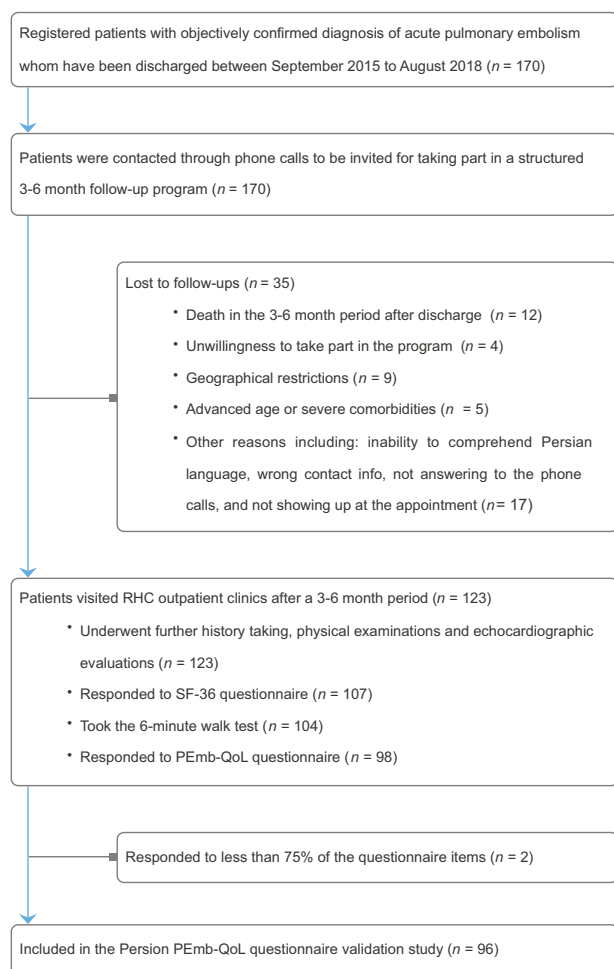 Registered patients with objectively confirmed diagnosis of acute pulmonary embolism
whom have been discharged between September 2015 to August 2018 (n = 170)
Patients were contacted through phone calls to be invited for taking part in a structured
3-6 month follow-up program (n = 170)
Lost to follow-ups (n = 35)
• Death in the 3-6 month period after discharge (n = 12)
• Unwillingness to take part in the program (n = 4)
• Geographical restrictions (n = 9)
• Advanced age or severe comorbidities (n = 5)
• Other reasons including: inability to comprehend Persian
language, wrong contact info, not answering to the phone
calls, and not showing up at the appointment (n= 17)
Patients visited RHC outpatient clinics after a 3-6 month period (n = 123)
• Underwent further history taking, physical examinations and echocardiographic
evaluations (n = 123)
• Responded to SF-36 questionnaire (n = 107)
• Took the 6-minute walk test (n = 104)
• Responded to PEmb-QoL questionnaire (n = 98)
Responded to less than 75% of the questionnaire items (n = 2)
Included in the Persion PEmb-QoL questionnaire validation study (n = 96)